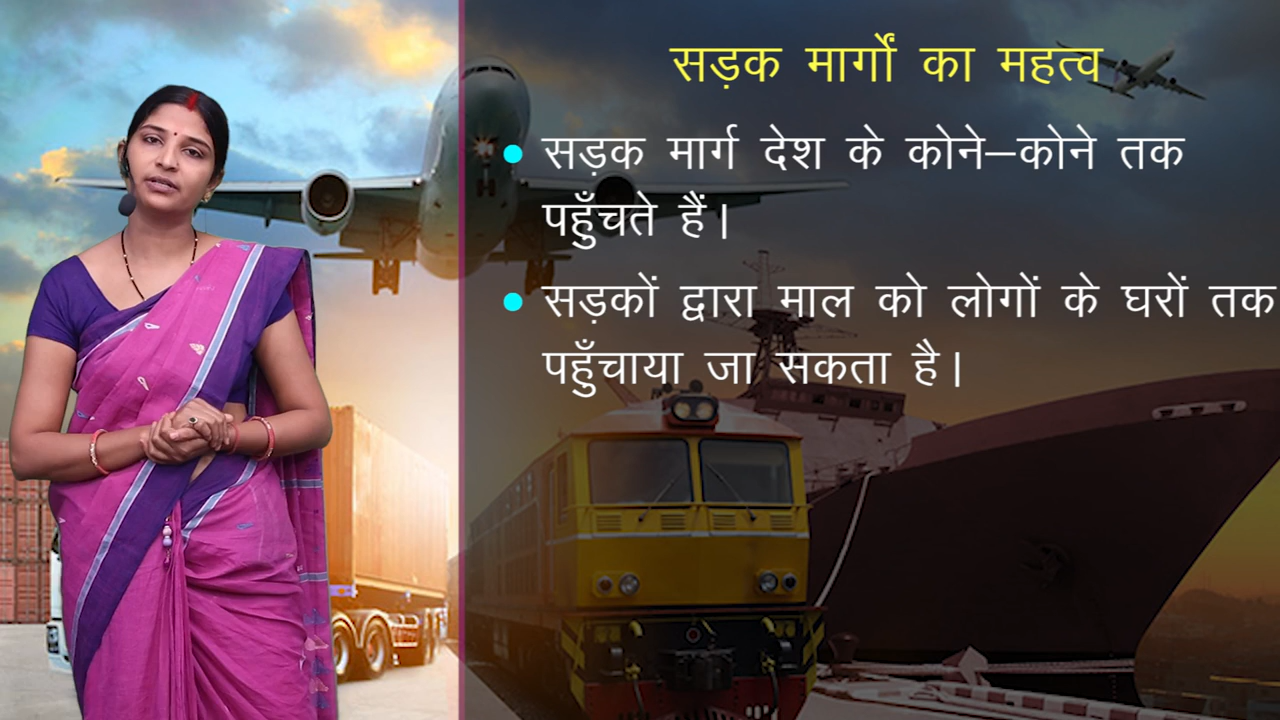 सड़क मार्गों का महत्व
• सड़क मार्ग देश के कोने–कोने तक
पहुँचते हैं।
• सड़कों द्वारा माल को लोगों के घरों तक
पहुँचाया जा सकता है।